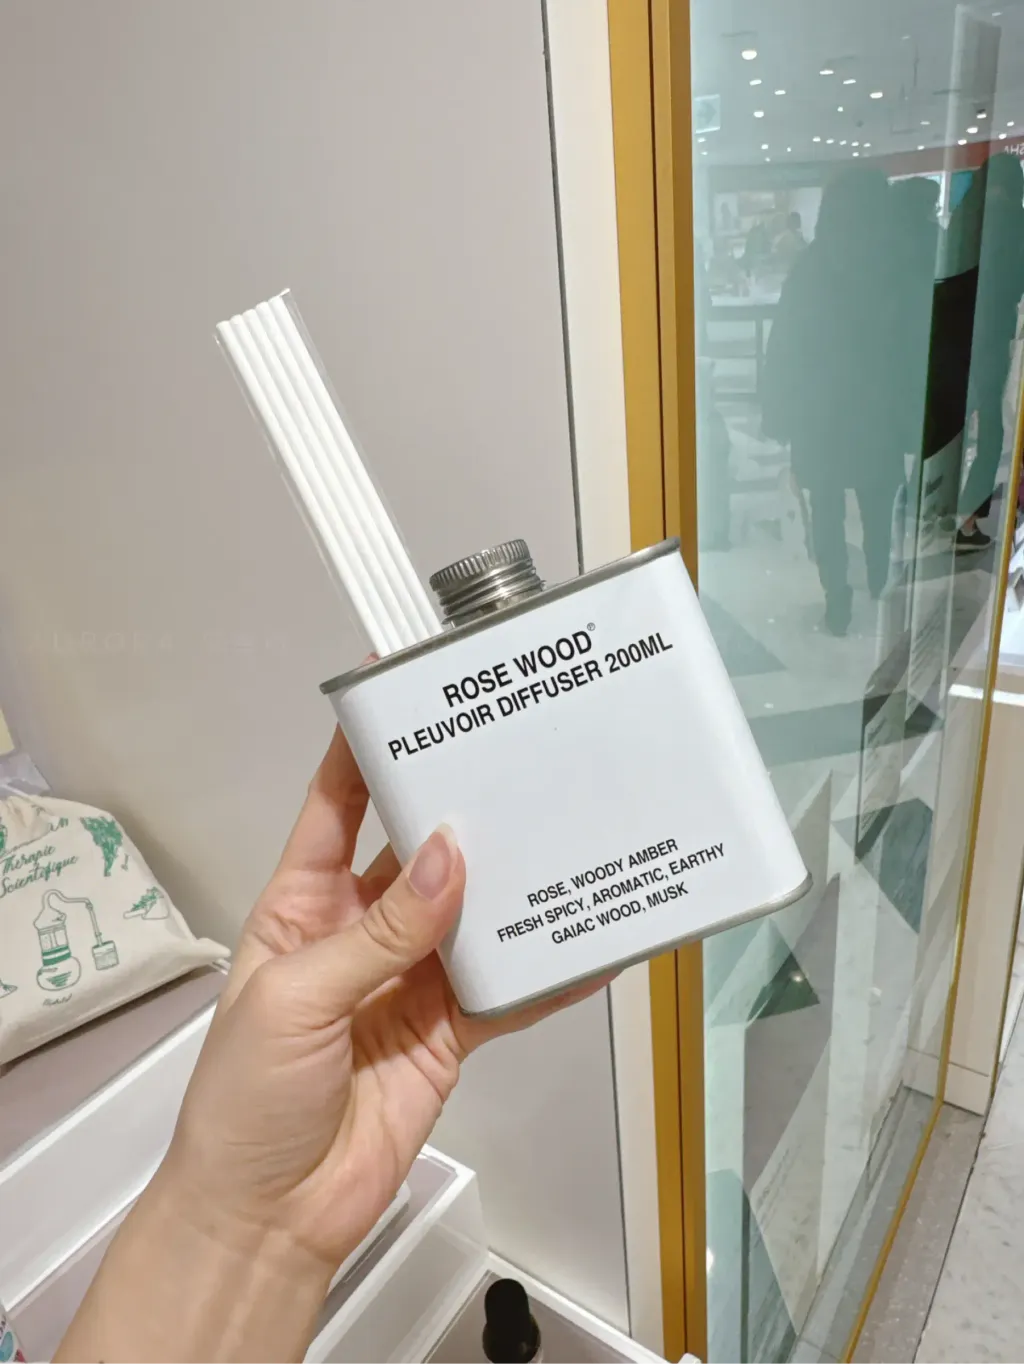 ROSE WOOD®
PLEUVOIR DIFFUSER 200ML
ROSE, WOODY AMBER
FRESH SPICY, AROMATIC, EARTHY
GAIAC WOOD, MUSK
Thérapie
Scientifique